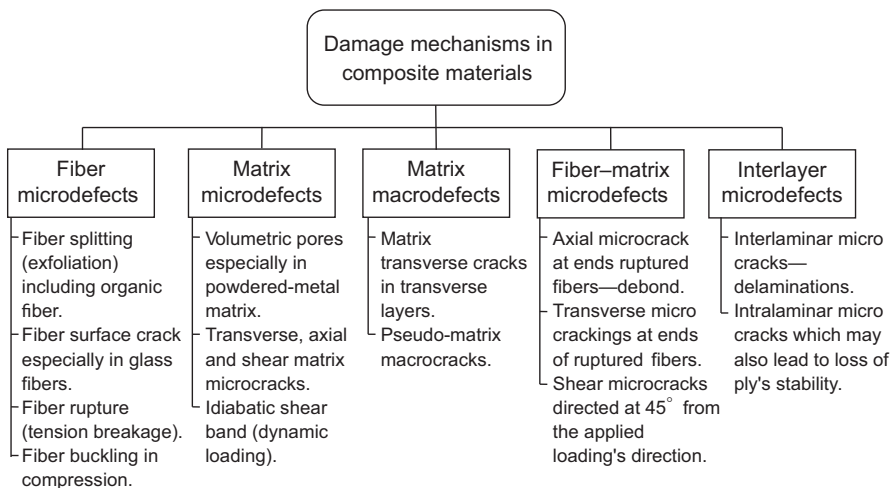 Damage mechanisms in
composite materials
Fiber
microdefects
Fiber splitting
(exfoliation)
including organic
fiber.
Fiber surface crack
especially in glass
fibers.
Fiber rupture
(tension breakage).
Fiber buckling in
compression.
Matrix
microdefects
Volumetric pores
especially in
powdered-metal
matrix.
Transverse, axial
and shear matrix
microcracks.
Idiabatic shear
band (dynamic
loading).
Matrix
macrodefects
Matrix
transverse cracks
in transverse
layers.
Pseudo-matrix
macrocracks.
Fiber–matrix
microdefects
Axial microcrack
at ends ruptured
fibers—debond.
Transverse micro
crackings at ends
of ruptured fibers.
Shear microcracks
directed at 45° from
the applied
loading's direction.
Interlayer
microdefects
Interlaminar micro
cracks—
delaminations.
Intralaminar micro
cracks which may
also lead to loss of
ply's stability.